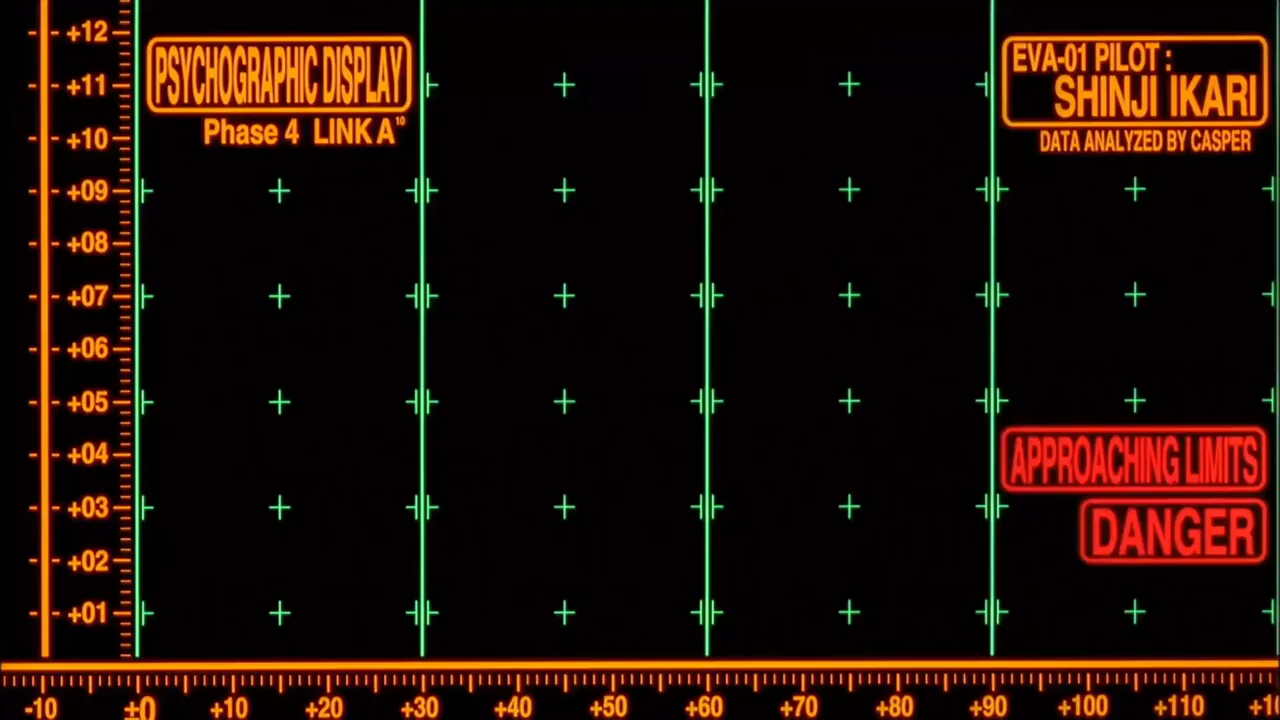 +12
PSYCHOGRAPHIC DISPLAY
EVA-01 PILOT :
SHINJI IKARI
+11
Phase 4 LINK A¹⁰
DATA ANALYZED BY CASPER
+10
+09
+08
+07
+06
+05
+04
APPROACHING LIMITS
+03
DANGER
+02
+01
-10 ±0 +10 +20 +30 +40 +50 +60 +70 +80 +90 +100 +110